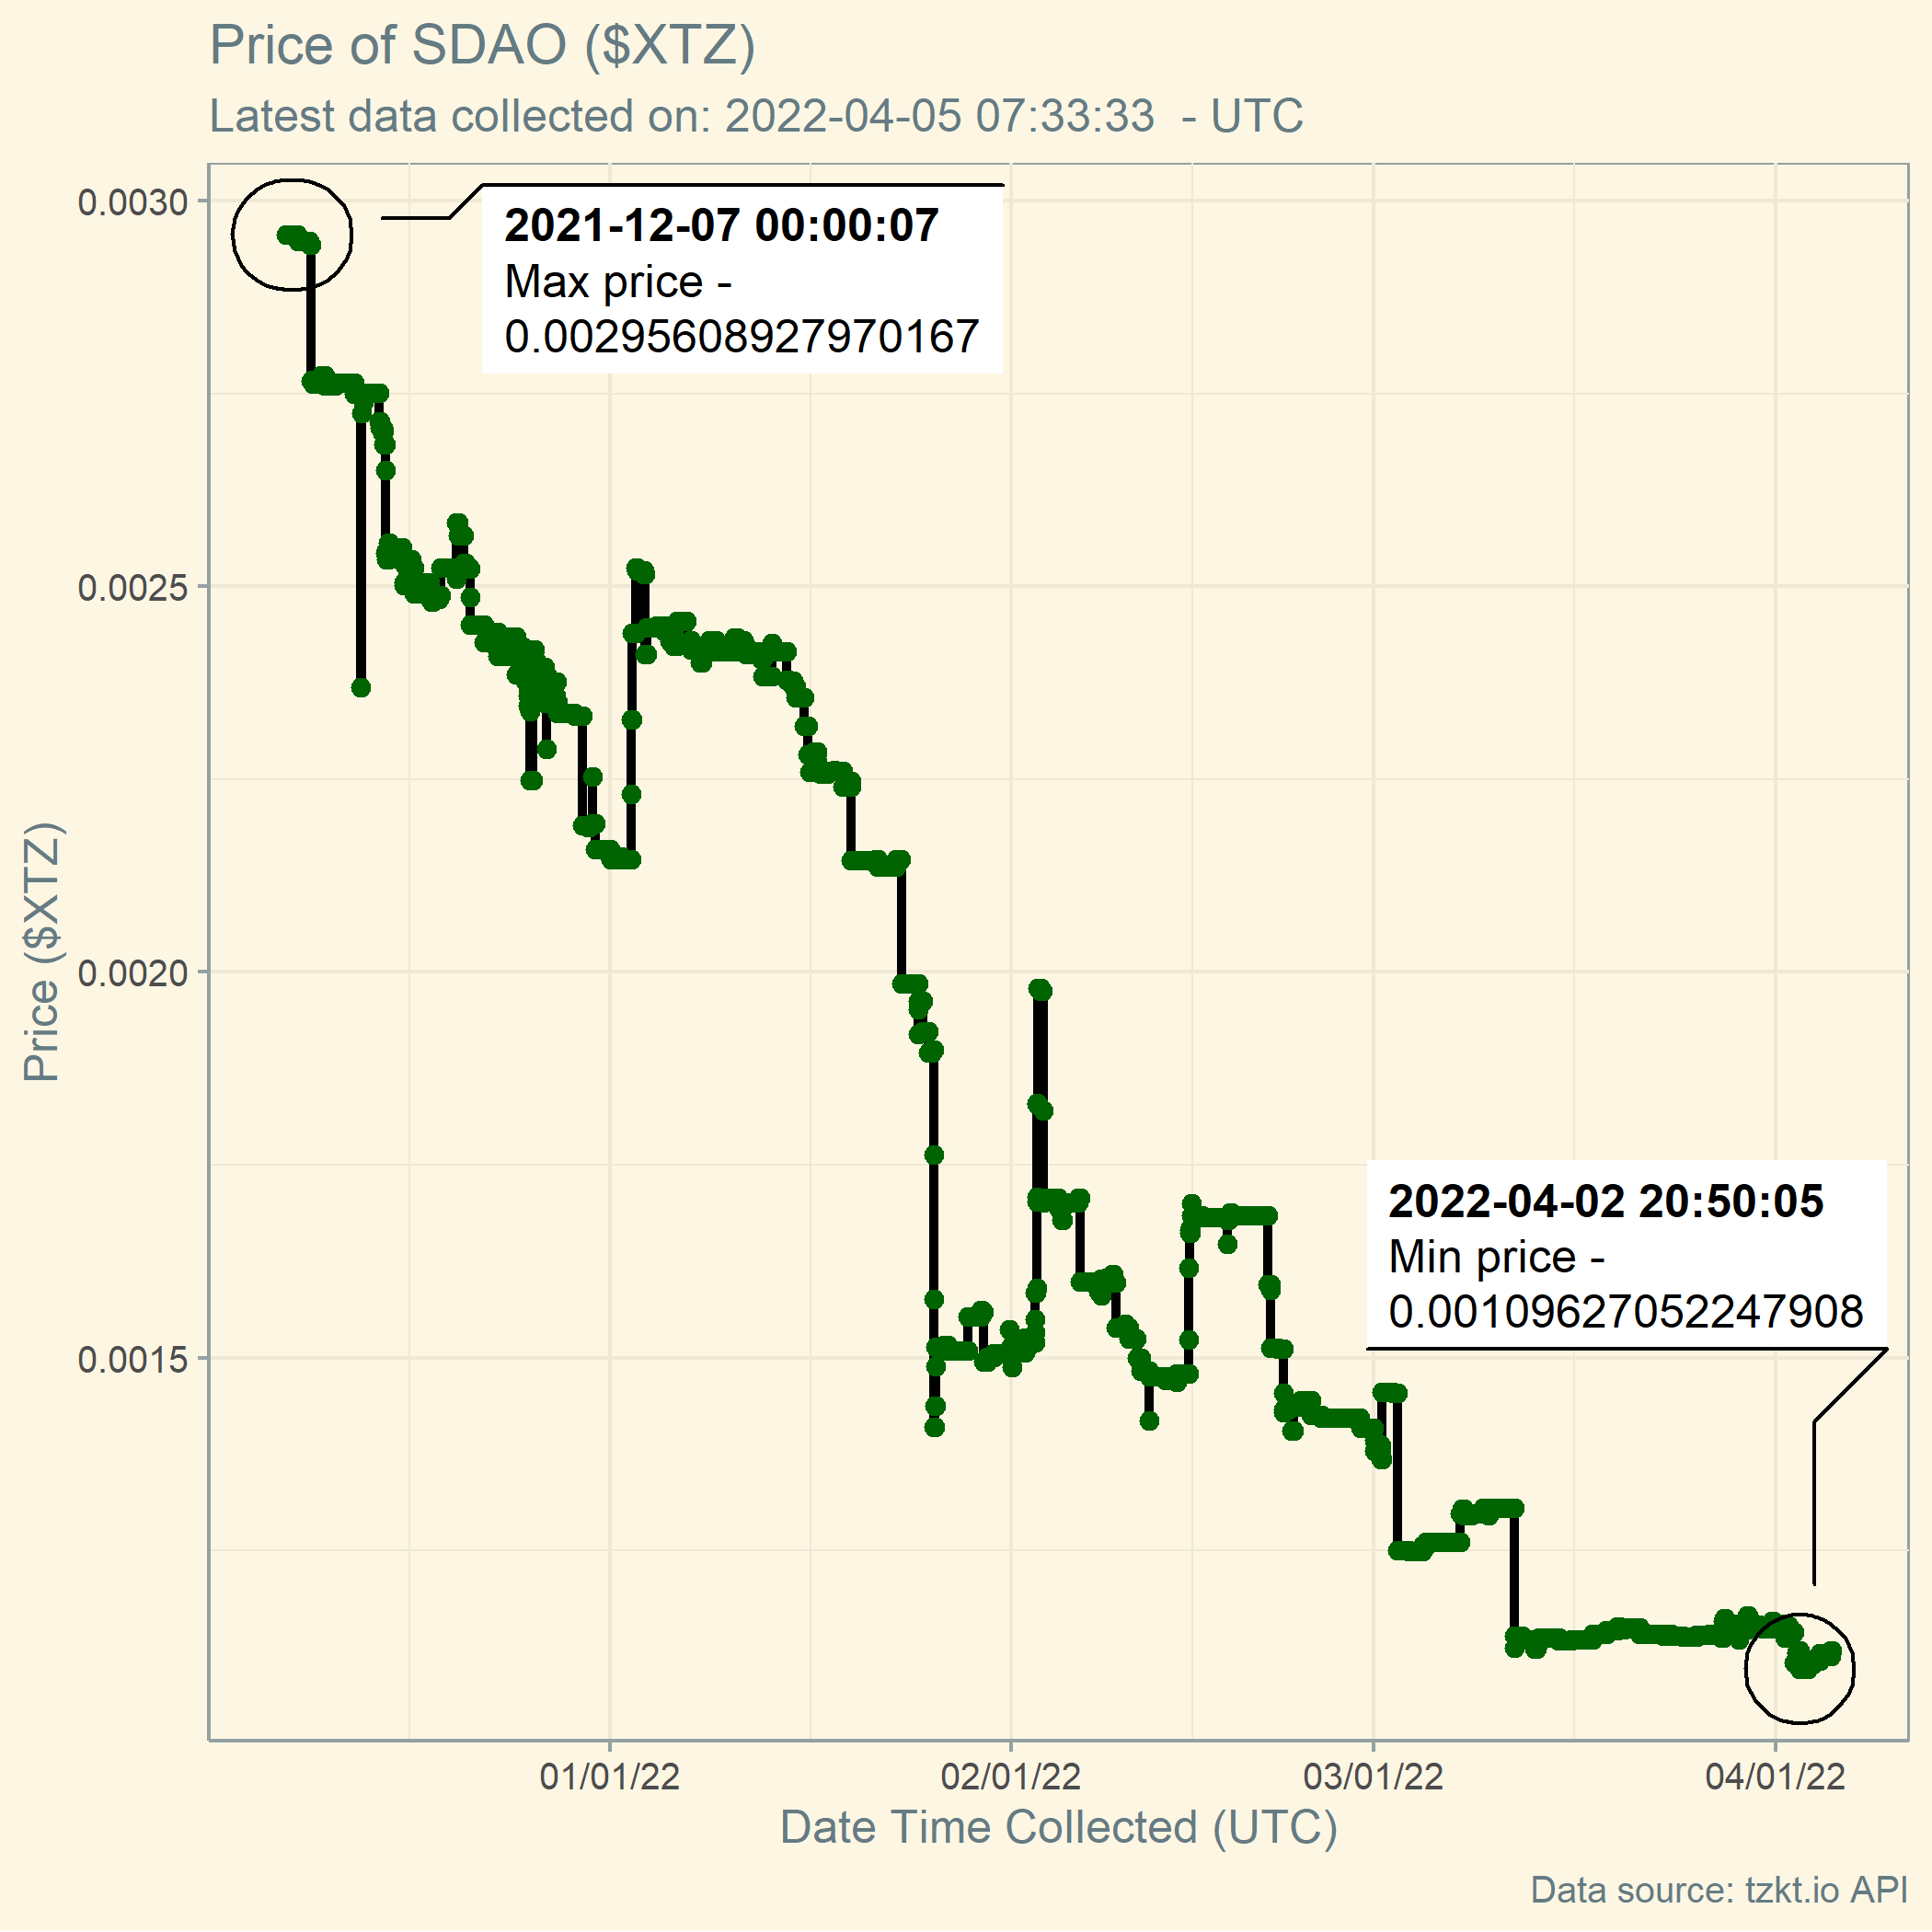 Price of SDAO ($XTZ)
Latest data collected on: 2022-04-05 07:33:33  - UTC
0.0030
2021-12-07 00:00:07
Max price -
0.00295608927970167
0.0025
Price ($XTZ)
0.0020
2022-04-02 20:50:05
Min price -
0.00109627052247908
0.0015
01/01/22
02/01/22
03/01/22
04/01/22
Date Time Collected (UTC)
Data source: tzkt.io API